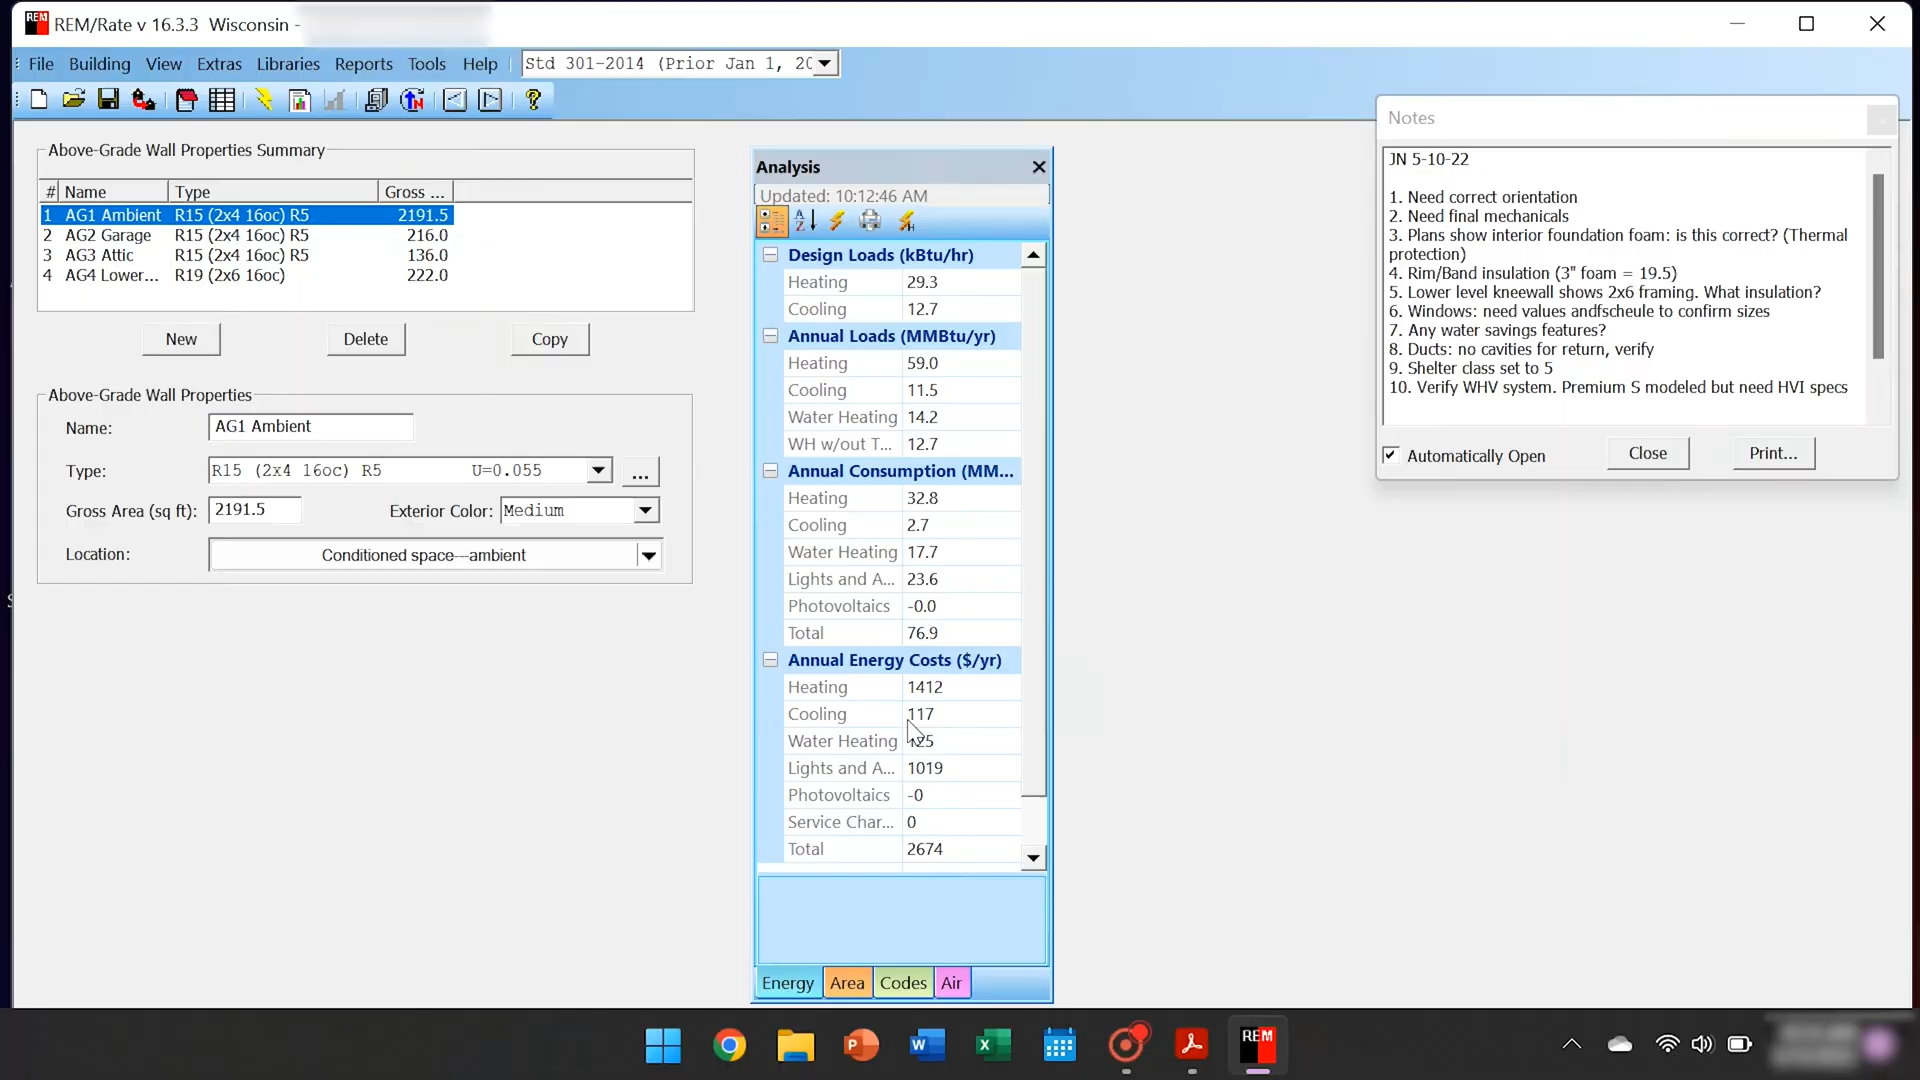 REM/Rate v 16.3.3 Wisconsin -
File Building View Extras Libraries Reports Tools Help
Std 301-2014 (Prior Jan 1, 20
Above-Grade Wall Properties Summary
# Name Type Gross ...
1 AG1 Ambient R15 (2x4 16oc) R5 2191.5
2 AG2 Garage R15 (2x4 16oc) R5 216.0
3 AG3 Attic R15 (2x4 16oc) R5 136.0
4 AG4 Lower... R19 (2x6 16oc) 222.0
New Delete Copy
Above-Grade Wall Properties
Name: AG1 Ambient
Type: R15 (2x4 16oc) R5 U=0.055 ...
Gross Area (sq ft): 2191.5 Exterior Color: Medium
Location: Conditioned space---ambient
Analysis
Updated: 10:12:46 AM
Design Loads (kBtu/hr)
Heating 29.3
Cooling 12.7
Annual Loads (MMBtu/yr)
Heating 59.0
Cooling 11.5
Water Heating 14.2
WH w/out T... 12.7
Annual Consumption (MM...
Heating 32.8
Cooling 2.7
Water Heating 17.7
Lights and A... 23.6
Photovoltaics -0.0
Total 76.9
Annual Energy Costs ($/yr)
Heating 1412
Cooling 117
Water Heating
Lights and A... 1019
Photovoltaics -0
Service Char... 0
Total 2674
Energy Area Codes Air
Notes
JN 5-10-22
1. Need correct orientation
2. Need final mechanicals
3. Plans show interior foundation foam: is this correct? (Thermal
protection)
4. Rim/Band insulation (3" foam = 19.5)
5. Lower level kneewall shows 2x6 framing. What insulation?
6. Windows: need values andfscheule to confirm sizes
7. Any water savings features?
8. Ducts: no cavities for return, verify
9. Shelter class set to 5
10. Verify WHV system. Premium S modeled but need HVI specs
Automatically Open Close Print...
REM